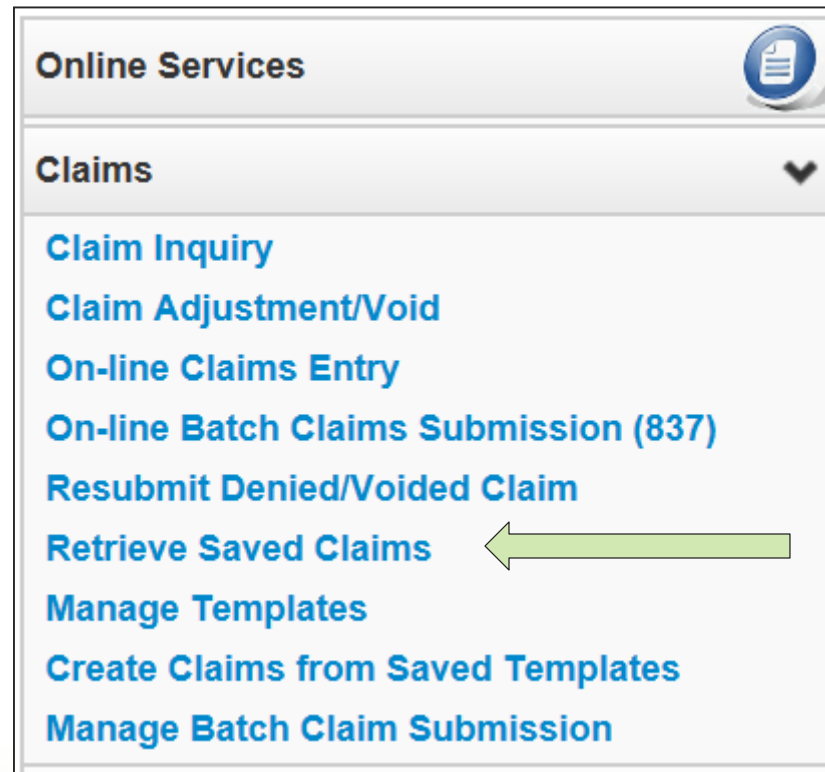 Online Services
Claims
Claim Inquiry
Claim Adjustment/Void
On-line Claims Entry
On-line Batch Claims Submission (837)
Resubmit Denied/Voided Claim
Retrieve Saved Claims
Manage Templates
Create Claims from Saved Templates
Manage Batch Claim Submission